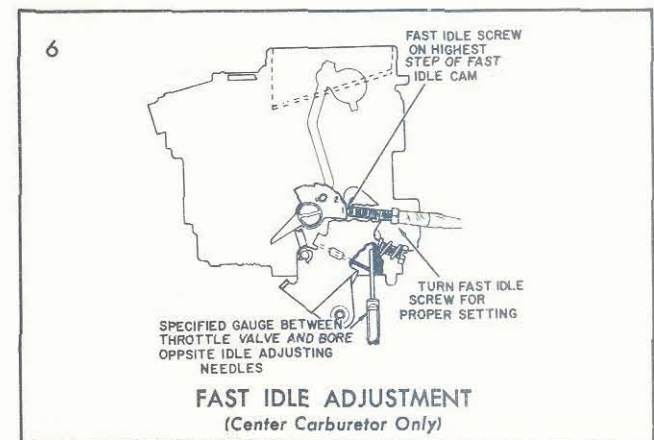 6
FAST IDLE SCREW
ON HIGHEST
STEP OF FAST
IDLE CAM
TURN FAST IDLE
SCREW FOR
PROPER SETTING
SPECIFIED GAUGE BETWEEN
THROTTLE VALVE AND BORE
OPPSITE IDLE ADJUSTING
NEEDLES
FAST IDLE ADJUSTMENT
(Center Carburetor Only)